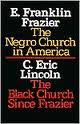 E. Franklin
Frazier
The
Negro Church
in America
C. Eric
Lincoln
The
Black Church
Since Frazier